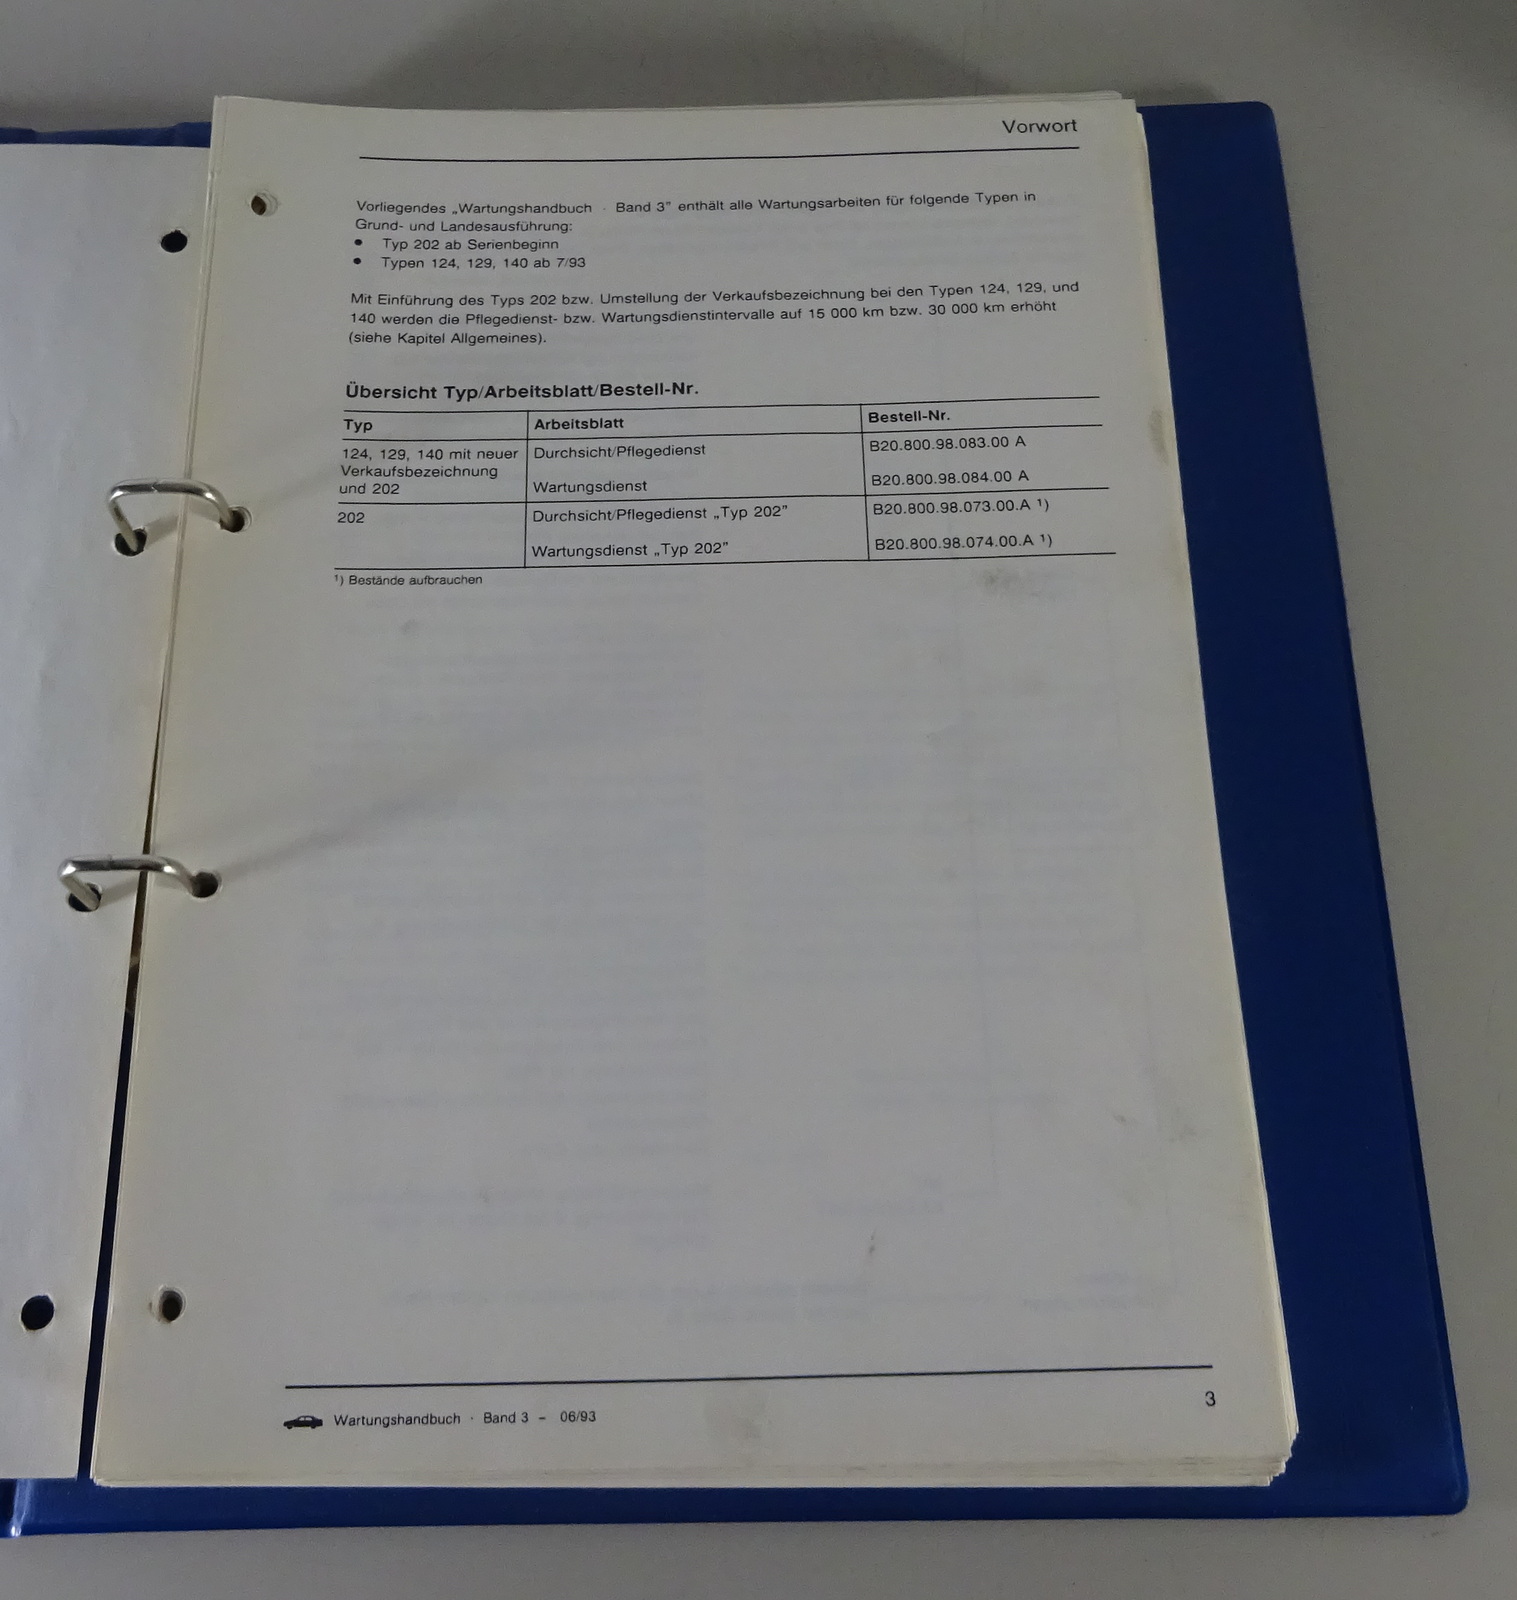 Vorwort
Vorliegendes „Wartungshandbuch · Band 3" enthält alle Wartungsarbeiten für folgende Typen in
Grund- und Landesausführung:
• Typ 202 ab Serienbeginn
• Typen 124, 129, 140 ab 7/93
Mit Einführung des Typs 202 bzw. Umstellung der Verkaufsbezeichnung bei den Typen 124, 129, und
140 werden die Pflegedienst- bzw. Wartungsdienstintervalle auf 15 000 km bzw. 30 000 km erhöht
(siehe Kapitel Allgemeines).
Übersicht Typ/Arbeitsblatt/Bestell-Nr.
Typ Arbeitsblatt Bestell-Nr.
124, 129, 140 mit neuer Durchsicht/Pflegedienst B20.800.98.083.00 A
Verkaufsbezeichnung
und 202 Wartungsdienst B20.800.98.084.00 A
202 Durchsicht/Pflegedienst „Typ 202" B20.800.98.073.00.A ¹)
Wartungsdienst „Typ 202" B20.800.98.074.00.A ¹)
¹) Bestände aufbrauchen
3
Wartungshandbuch · Band 3 – 06/93